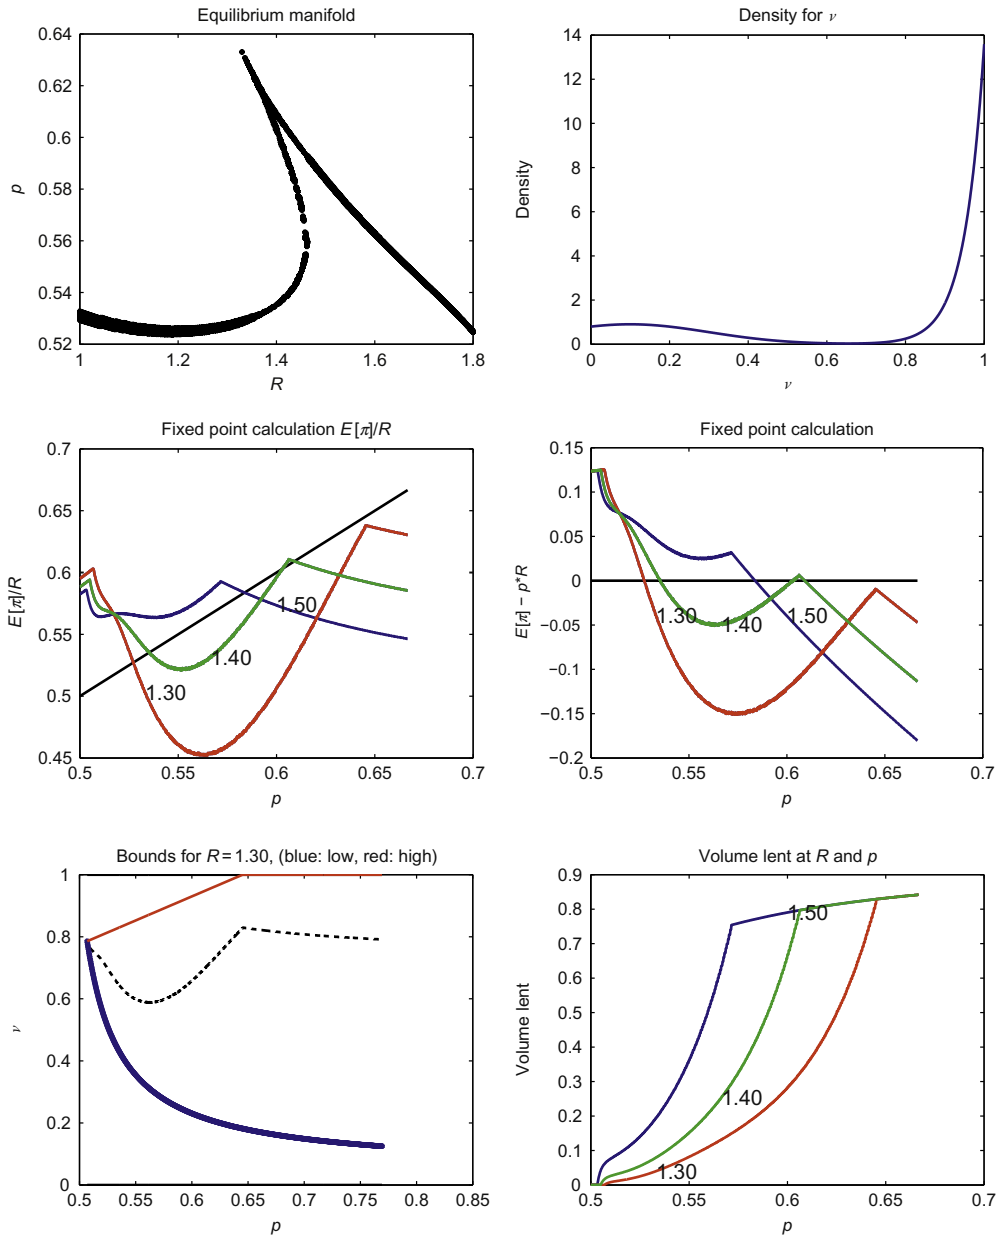 Equilibrium manifold
0.64
0.62
0.6
0.58
0.56
0.54
0.52
p
1 1.2 1.4 1.6 1.8
R
Density for ν
14
12
10
8
6
4
2
0
Density
0 0.2 0.4 0.6 0.8 1
ν
Fixed point calculation E[π]/R
0.7
0.65
0.6
0.55
0.5
0.45
E[π]/R
1.50
1.40
1.30
0.5 0.55 0.6 0.65 0.7
p
Fixed point calculation
0.15
0.1
0.05
0
−0.05
−0.1
−0.15
−0.2
E[π] − p*R
1.30
1.40
1.50
0.5 0.55 0.6 0.65 0.7
p
Bounds for R = 1.30, (blue: low, red: high)
1
0.8
0.6
0.4
0.2
0
ν
0.5 0.55 0.6 0.65 0.7 0.75 0.8 0.85
p
Volume lent at R and p
0.9
0.8
0.7
0.6
0.5
0.4
0.3
0.2
0.1
0
Volume lent
1.50
1.40
1.30
0.5 0.55 0.6 0.65 0.7
p